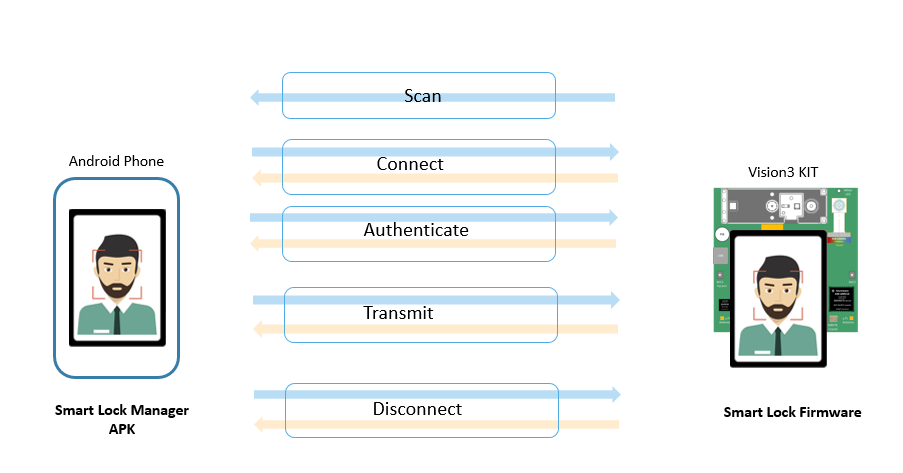 Scan
Connect
Authenticate
Transmit
Disconnect
Android Phone
Smart Lock Manager
APK
Vision3 KIT
Smart Lock Firmware